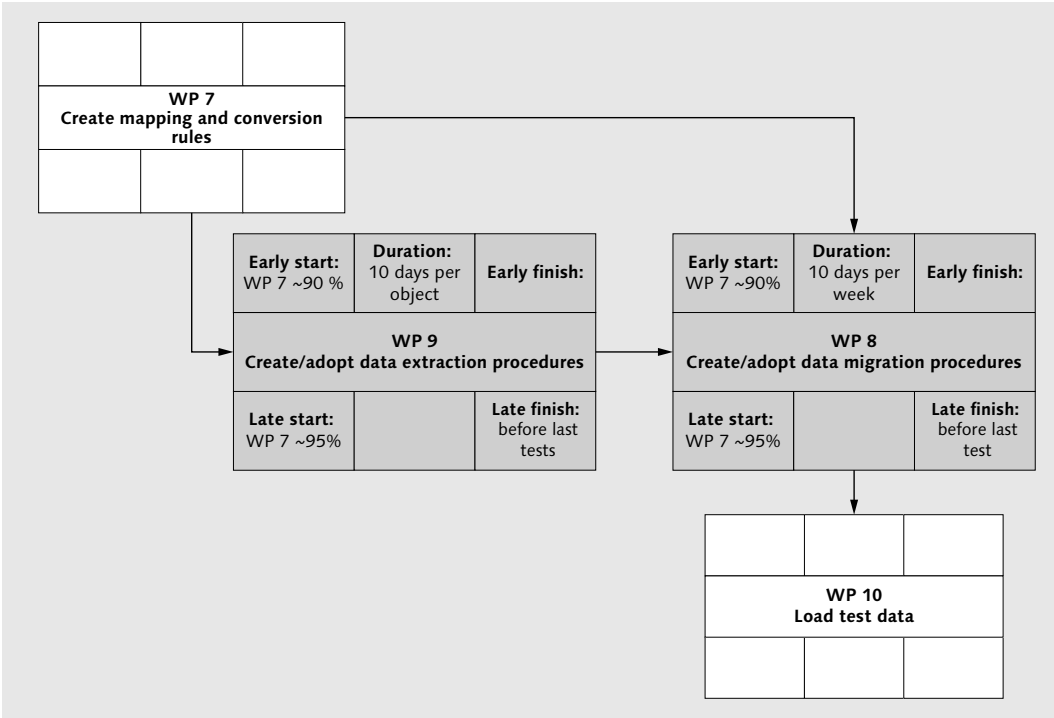 WP 7
Create mapping and conversion
rules
Early start:
WP 7 ~90 %
Duration:
10 days per
object
Early finish:
WP 9
Create/adopt data extraction procedures
Late start:
WP 7 ~95%
Late finish:
before last
tests
Early start:
WP 7 ~90%
Duration:
10 days per
week
Early finish:
WP 8
Create/adopt data migration procedures
Late start:
WP 7 ~95%
Late finish:
before last
test
WP 10
Load test data